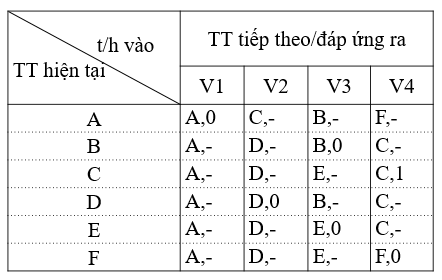 t/h vào
TT hiện tại
TT tiếp theo/đáp ứng ra
V1 V2 V3 V4
A A,0 C,- B,- F,-
B A,- D,- B,0 C,-
C A,- D,- E,- C,1
D A,- D,0 B,- C,-
E A,- D,- E,0 C,-
F A,- D,- E,- F,0